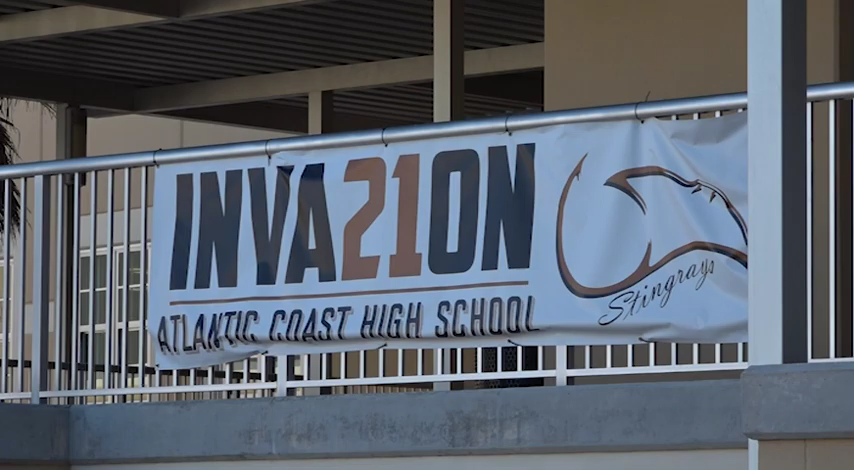 INVA21ON
ATLANTIC COAST HIGH SCHOOL
Stingrays